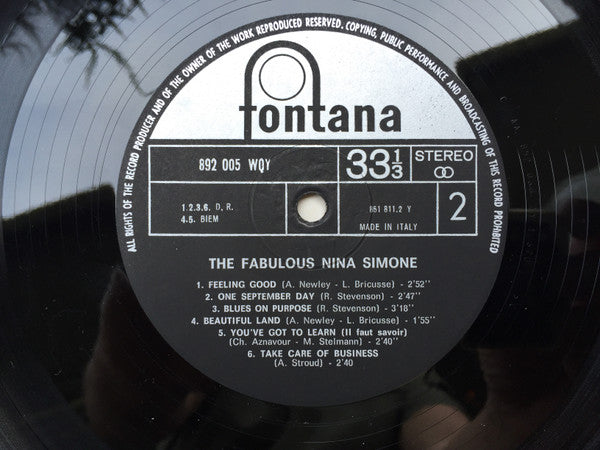 ALL RIGHTS OF THE RECORD PRODUCER AND OF THE OWNER OF THE WORK REPRODUCED RESERVED. COPYING, PUBLIC PERFORMANCE AND BROADCASTING OF THIS RECORD PROHIBITED
fontana
892 005 WQY
33 1/3
STEREO
1.2.3.6. D. R.
4.5. BIEM
861 811.2 Y
MADE IN ITALY
2
THE FABULOUS NINA SIMONE
1. FEELING GOOD (A. Newley - L. Bricusse) - 2'52''
2. ONE SEPTEMBER DAY (R. Stevenson) - 2'47''
3. BLUES ON PURPOSE (R. Stevenson) - 3'18''
4. BEAUTIFUL LAND (A. Newley - L. Bricusse) - 1'55''
5. YOU'VE GOT TO LEARN (Il faut savoir)
(Ch. Aznavour - M. Stelmann) - 2'40''
6. TAKE CARE OF BUSINESS
(A. Stroud) - 2'40